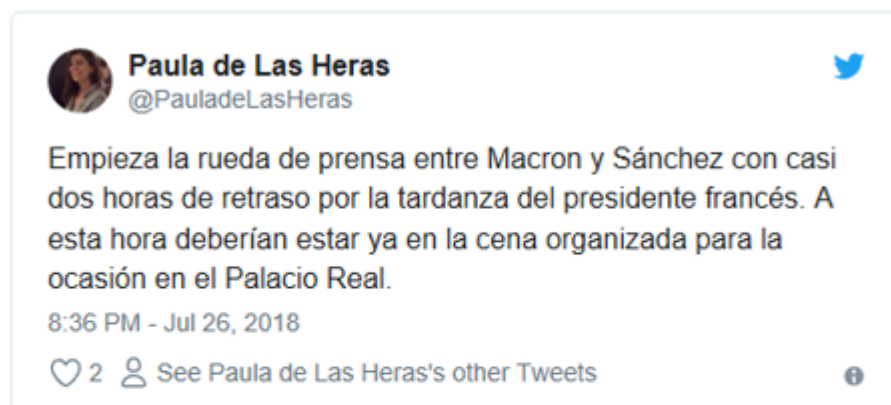 Paula de Las Heras
@PauladeLasHeras
Empieza la rueda de prensa entre Macron y Sánchez con casi
dos horas de retraso por la tardanza del presidente francés. A
esta hora deberían estar ya en la cena organizada para la
ocasión en el Palacio Real.
8:36 PM - Jul 26, 2018
2 See Paula de Las Heras's other Tweets